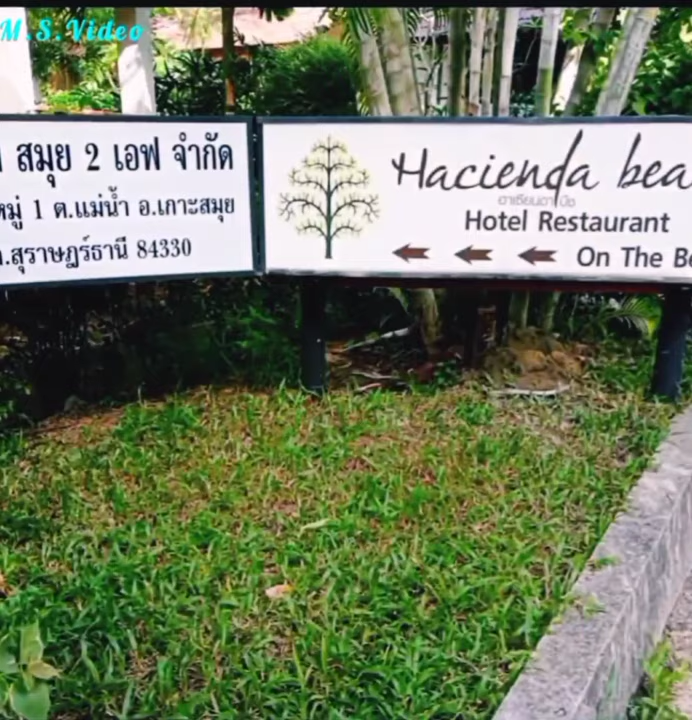 M.S.Video
สมุย 2 เอฟ จำกัด
หมู่ 1 ต.แม่น้ำ อ.เกาะสมุย
จ.สุราษฎร์ธานี 84330
Hacienda bea
ฮาเซียนดา บีช
Hotel Restaurant
On The Be